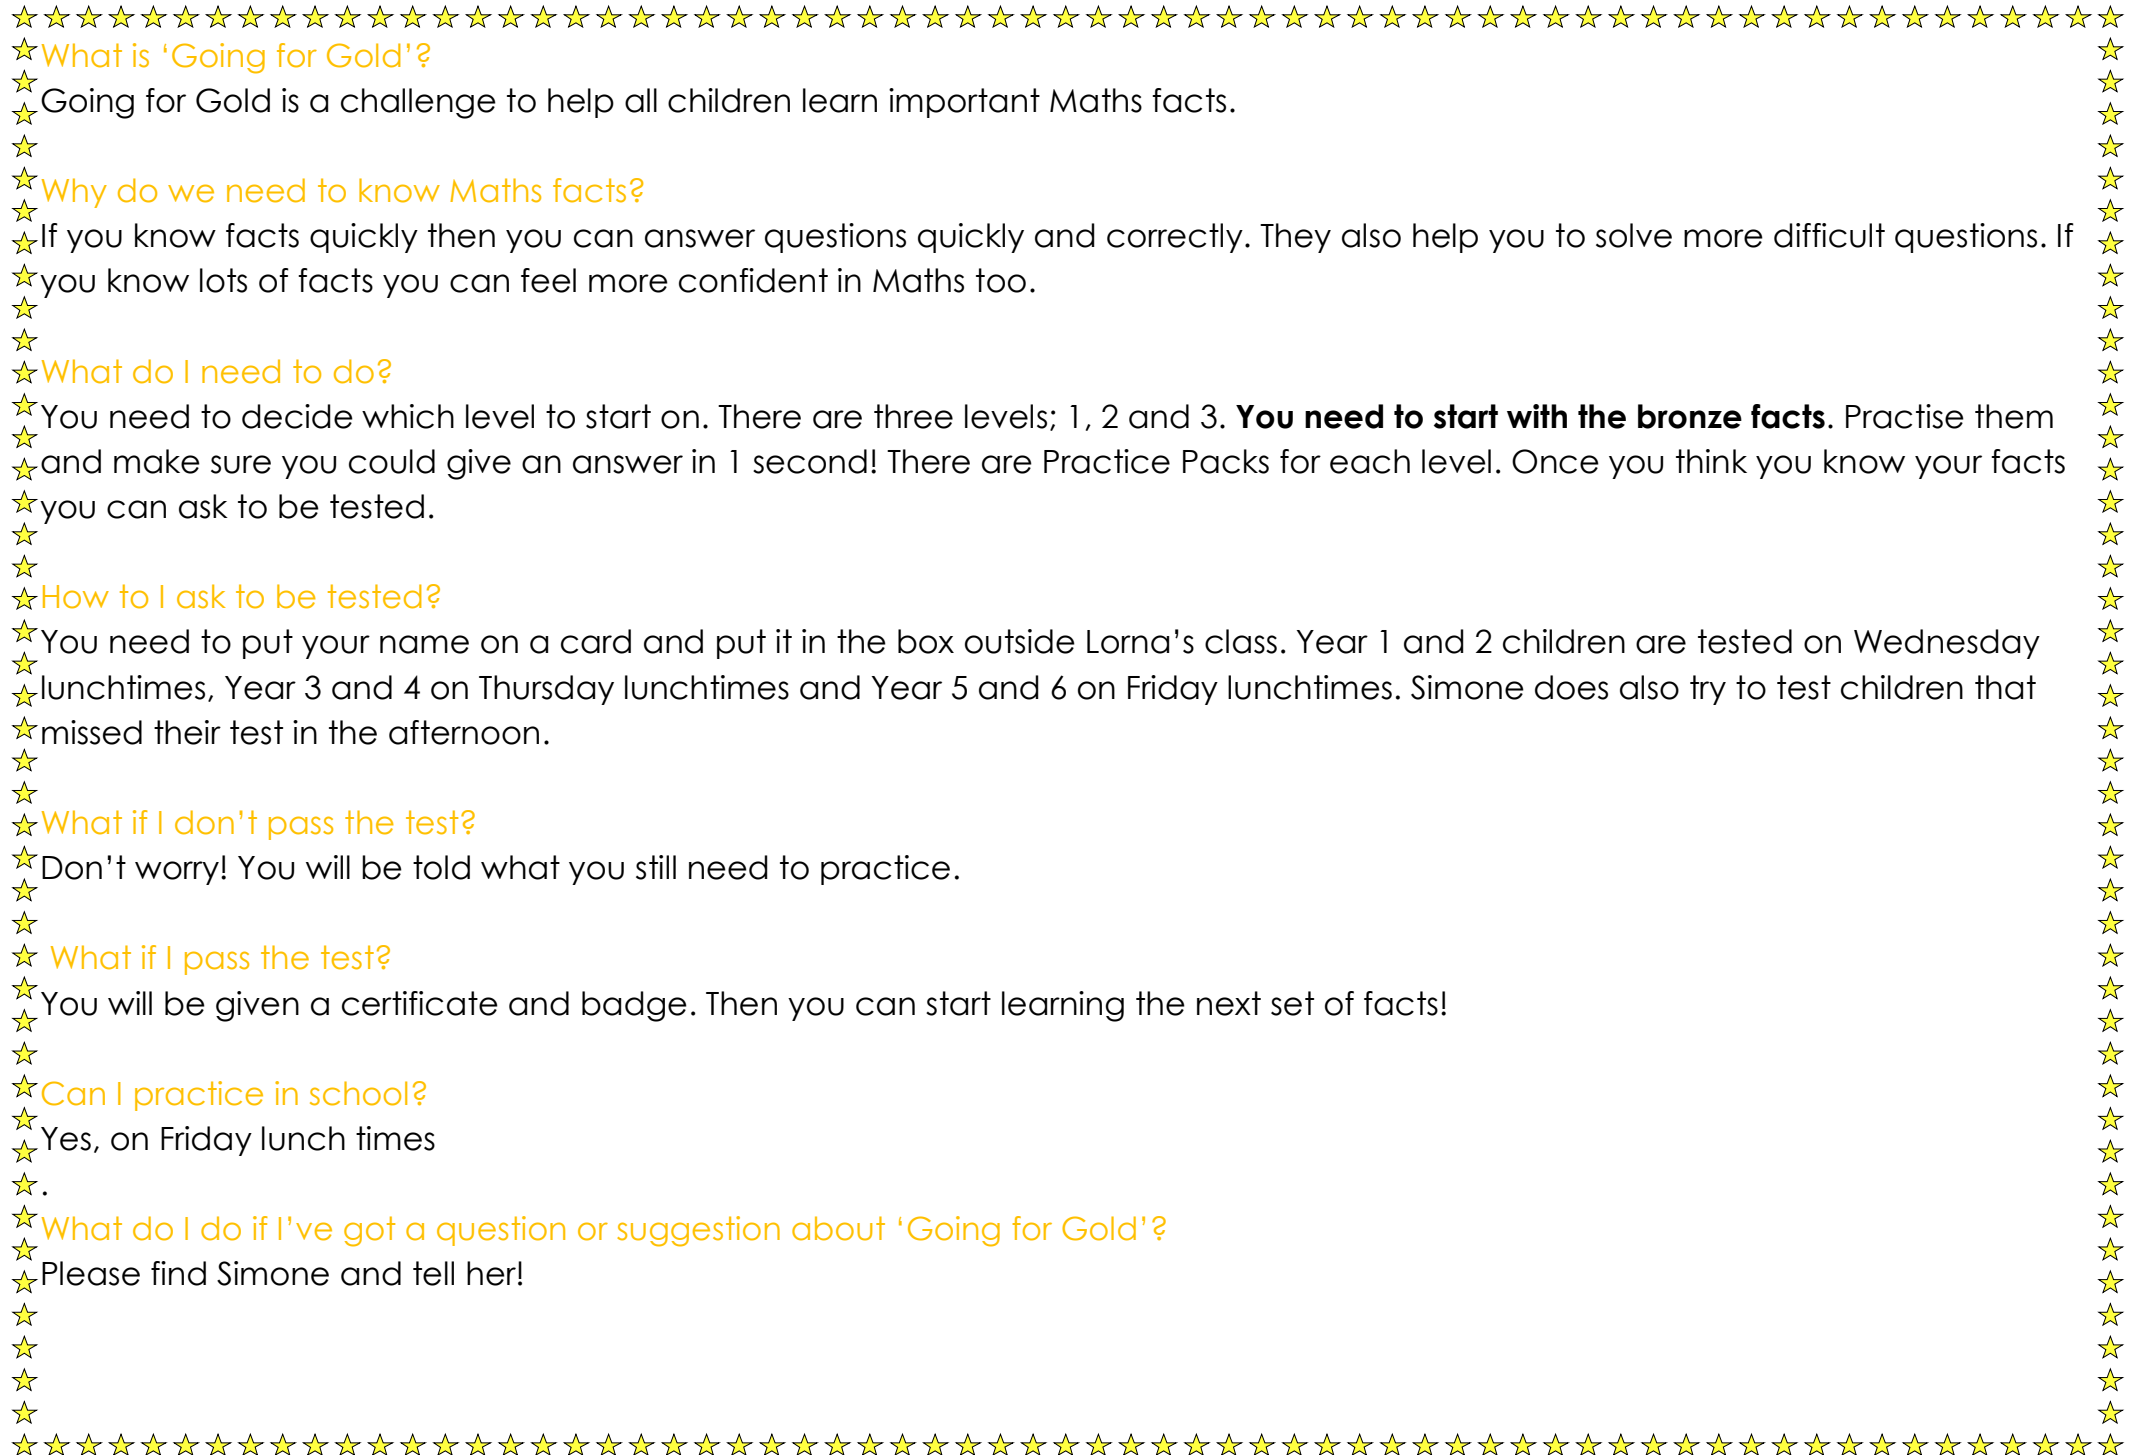 What is ‘Going for Gold’?
Going for Gold is a challenge to help all children learn important Maths facts.
Why do we need to know Maths facts?
If you know facts quickly then you can answer questions quickly and correctly. They also help you to solve more difficult questions. If
you know lots of facts you can feel more confident in Maths too.
What do I need to do?
You need to decide which level to start on. There are three levels; 1, 2 and 3. You need to start with the bronze facts. Practise them
and make sure you could give an answer in 1 second! There are Practice Packs for each level. Once you think you know your facts
you can ask to be tested.
How to I ask to be tested?
You need to put your name on a card and put it in the box outside Lorna’s class. Year 1 and 2 children are tested on Wednesday
lunchtimes, Year 3 and 4 on Thursday lunchtimes and Year 5 and 6 on Friday lunchtimes. Simone does also try to test children that
missed their test in the afternoon.
What if I don’t pass the test?
Don’t worry! You will be told what you still need to practice.
What if I pass the test?
You will be given a certificate and badge. Then you can start learning the next set of facts!
Can I practice in school?
Yes, on Friday lunch times
.
What do I do if I’ve got a question or suggestion about ‘Going for Gold’?
Please find Simone and tell her!